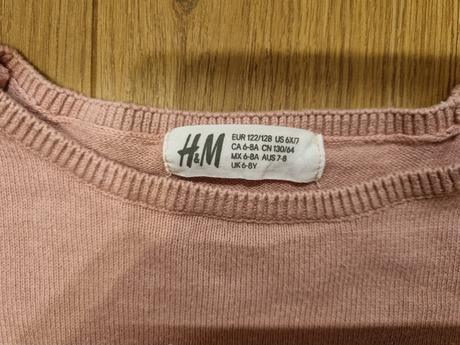 H&M
EUR 122/128 US 6X/7
CA 6-8A CN 130/64
MX 6-8A AUS 7-8
UK 6-8Y